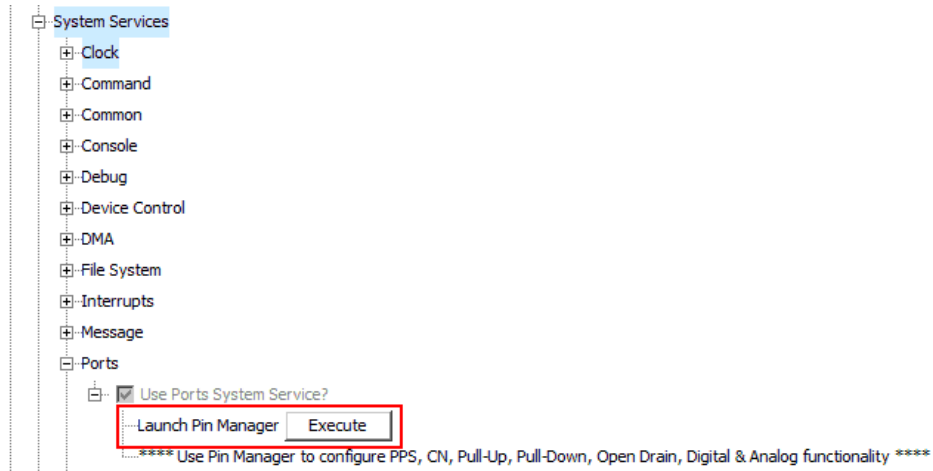 System Services
Clock
Command
Common
Console
Debug
Device Control
DMA
File System
Interrupts
Message
Ports
Use Ports System Service?
Launch Pin Manager Execute
**** Use Pin Manager to configure PPS, CN, Pull-Up, Pull-Down, Open Drain, Digital & Analog functionality ****